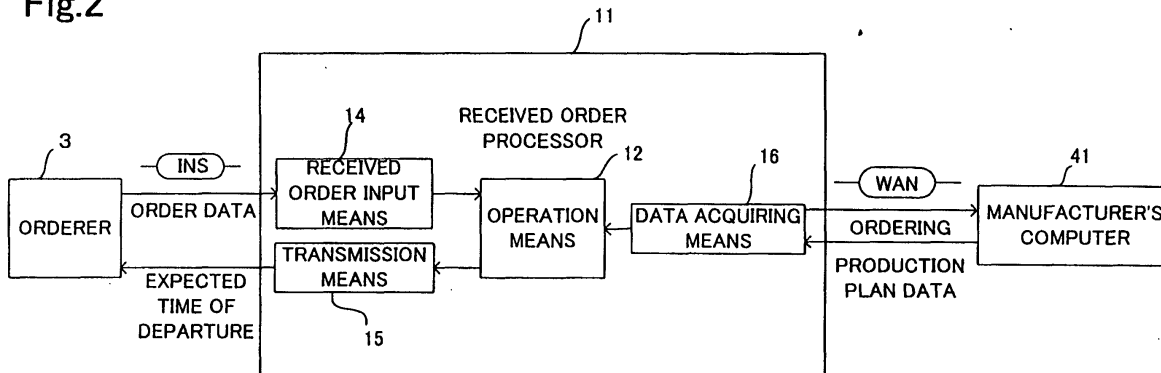 Fig.2
11
3
INS
ORDERER
ORDER DATA
EXPECTED
TIME OF
DEPARTURE
14
RECEIVED
ORDER INPUT
MEANS
TRANSMISSION
MEANS
15
RECEIVED ORDER
PROCESSOR
12
OPERATION
MEANS
16
DATA ACQUIRING
MEANS
WAN
ORDERING
PRODUCTION
PLAN DATA
41
MANUFACTURER'S
COMPUTER